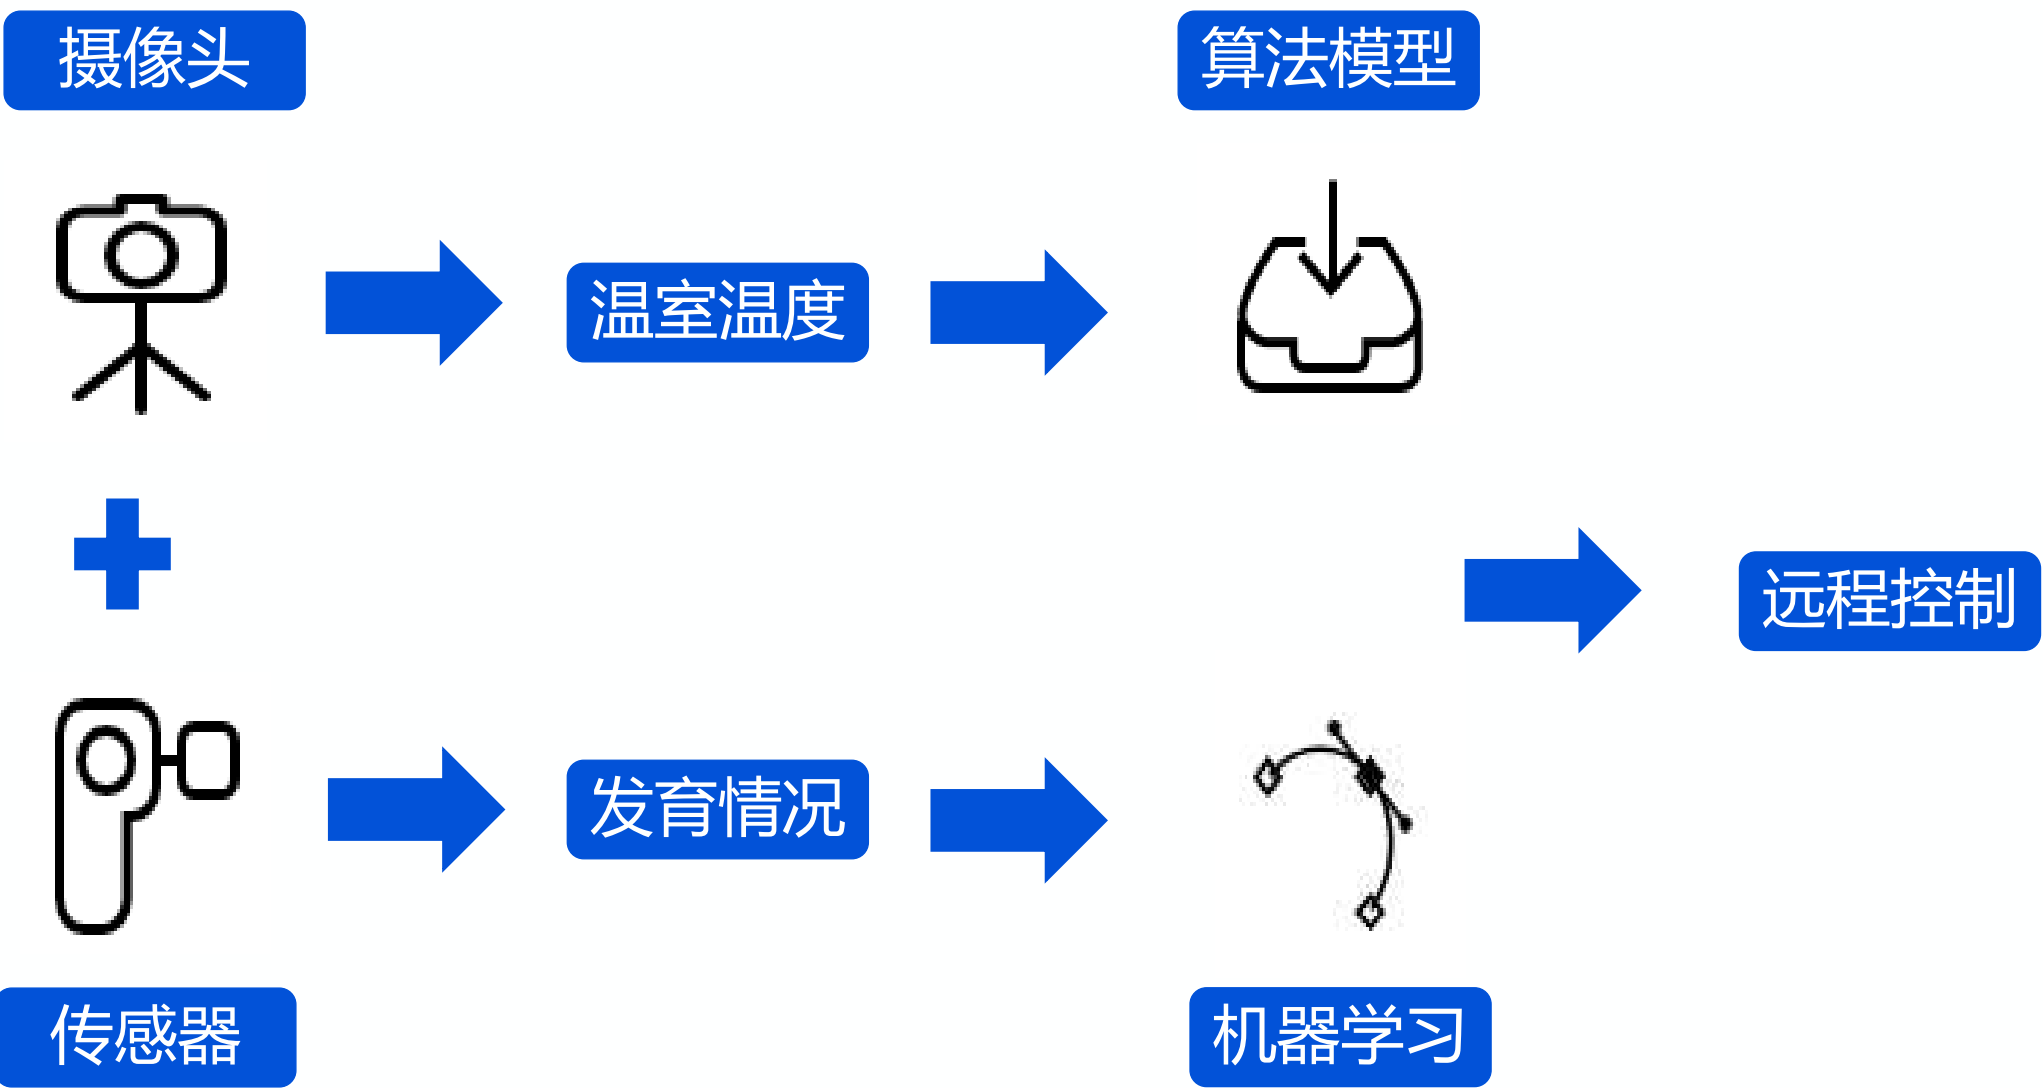 摄像头
算法模型
温室温度
远程控制
发育情况
传感器
机器学习